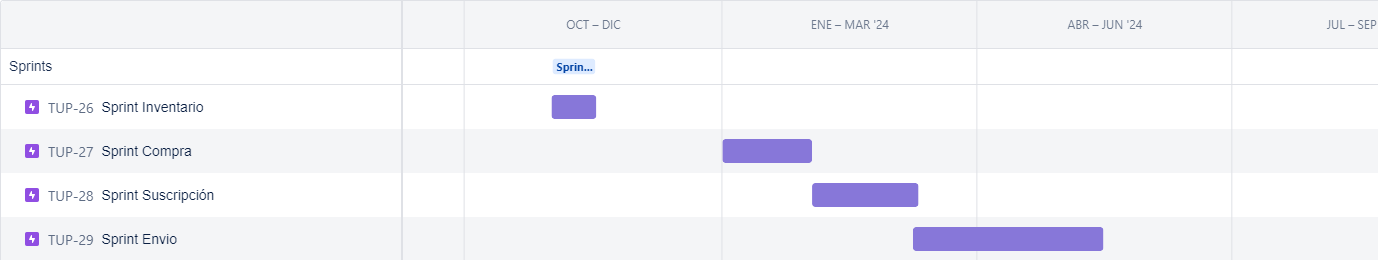 OCT – DIC ENE – MAR '24 ABR – JUN '24 JUL – SEP
Sprints Sprin...
TUP-26 Sprint Inventario
TUP-27 Sprint Compra
TUP-28 Sprint Suscripción
TUP-29 Sprint Envio